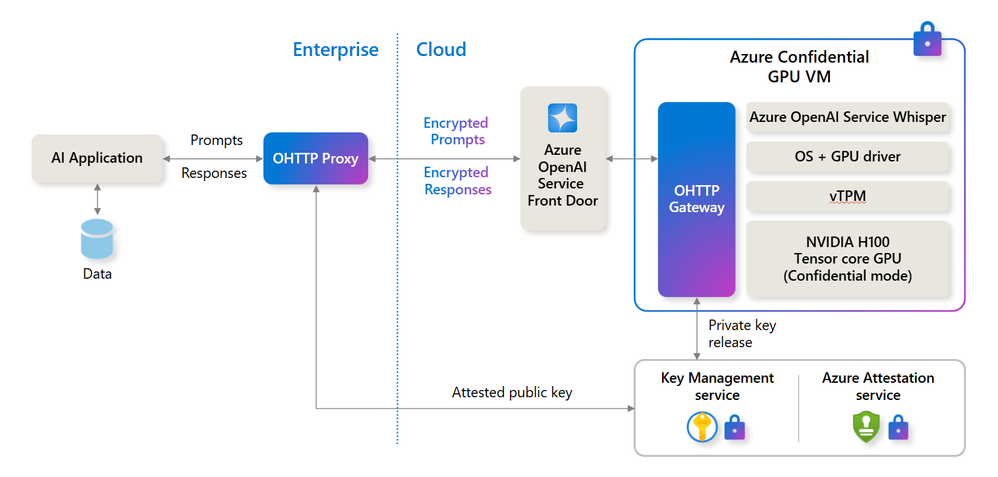 Enterprise
Cloud
Azure Confidential
GPU VM
AI Application
Prompts
Responses
OHTTP Proxy
Encrypted
Prompts
Encrypted
Responses
Azure
OpenAI
Service
Front Door
OHTTP
Gateway
Azure OpenAI Service Whisper
OS + GPU driver
vTPM
NVIDIA H100
Tensor core GPU
(Confidential mode)
Data
Private key
release
Attested public key
Key Management
service
Azure Attestation
service